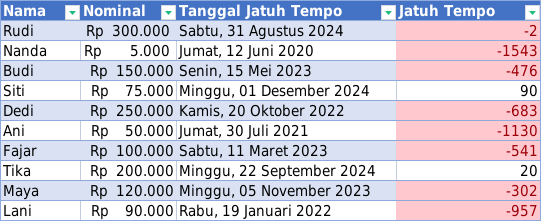 Nama Nominal Tanggal Jatuh Tempo Jatuh Tempo
Rudi Rp 300.000 Sabtu, 31 Agustus 2024 -2
Nanda Rp 5.000 Jumat, 12 Juni 2020 -1543
Budi Rp 150.000 Senin, 15 Mei 2023 -476
Siti Rp 75.000 Minggu, 01 Desember 2024 90
Dedi Rp 250.000 Kamis, 20 Oktober 2022 -683
Ani Rp 50.000 Jumat, 30 Juli 2021 -1130
Fajar Rp 100.000 Sabtu, 11 Maret 2023 -541
Tika Rp 200.000 Minggu, 22 September 2024 20
Maya Rp 120.000 Minggu, 05 November 2023 -302
Lani Rp 90.000 Rabu, 19 Januari 2022 -957